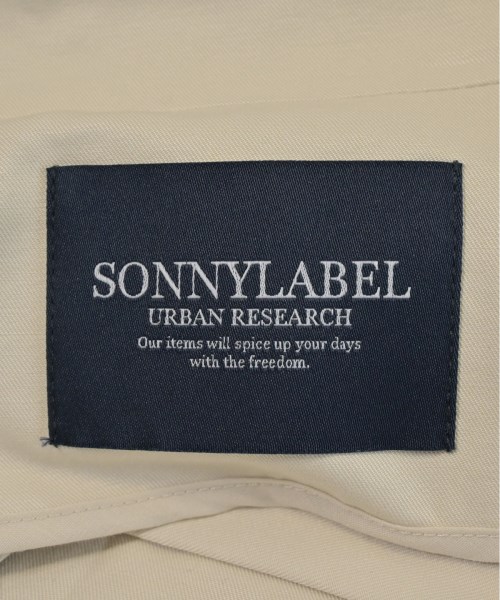 SONNYLABEL
URBAN RESEARCH
Our items will spice up your days
with the freedom.